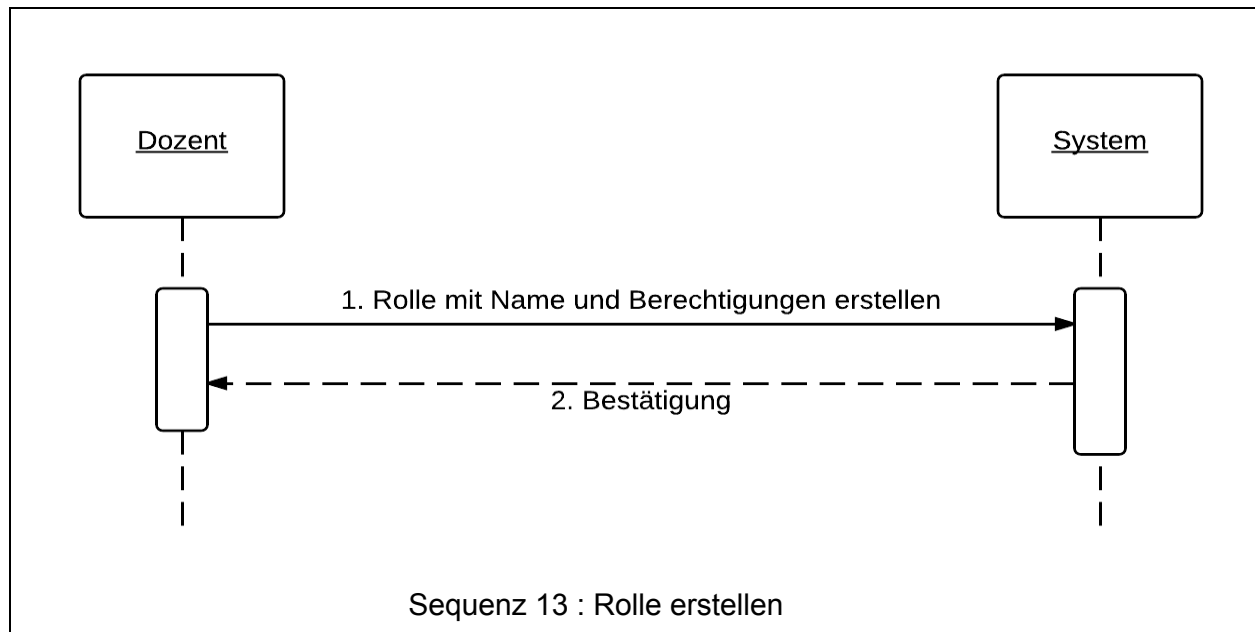 Dozent
System
1. Rolle mit Name und Berechtigungen erstellen
2. Bestätigung
Sequenz 13 : Rolle erstellen